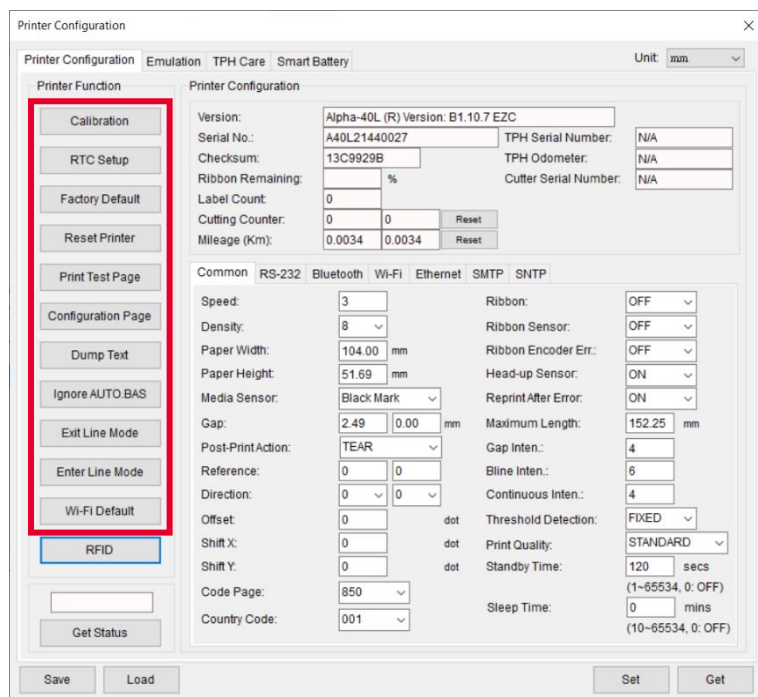 Printer Configuration
Printer Configuration Emulation TPH Care Smart Battery Unit: mm
Printer Function
Calibration
RTC Setup
Factory Default
Reset Printer
Print Test Page
Configuration Page
Dump Text
Ignore AUTO.BAS
Exit Line Mode
Enter Line Mode
Wi-Fi Default
RFID
Get Status
Printer Configuration
Version: Alpha-40L (R) Version: B1.10.7 EZC
Serial No.: A40L21440027 TPH Serial Number: N/A
Checksum: 13C9929B TPH Odometer: N/A
Ribbon Remaining: % Cutter Serial Number: N/A
Label Count: 0
Cutting Counter: 0 0 Reset
Mileage (Km): 0.0034 0.0034 Reset
Common RS-232 Bluetooth Wi-Fi Ethernet SMTP SNTP
Speed: 3 Ribbon: OFF
Density: 8 Ribbon Sensor: OFF
Paper Width: 104.00 mm Ribbon Encoder Err.: OFF
Paper Height: 51.69 mm Head-up Sensor: ON
Media Sensor: Black Mark Reprint After Error: ON
Gap: 2.49 0.00 mm Maximum Length: 152.25 mm
Post-Print Action: TEAR Gap Inten.: 4
Reference: 0 0 Bline Inten.: 6
Direction: 0 0 Continuous Inten.: 4
Offset: 0 dot Threshold Detection: FIXED
Shift X: 0 dot Print Quality: STANDARD
Shift Y: 0 dot Standby Time: 120 secs
(1~65534, 0: OFF)
Code Page: 850
Sleep Time: 0 mins
Country Code: 001
(10~65534, 0: OFF)
Save Load Set Get